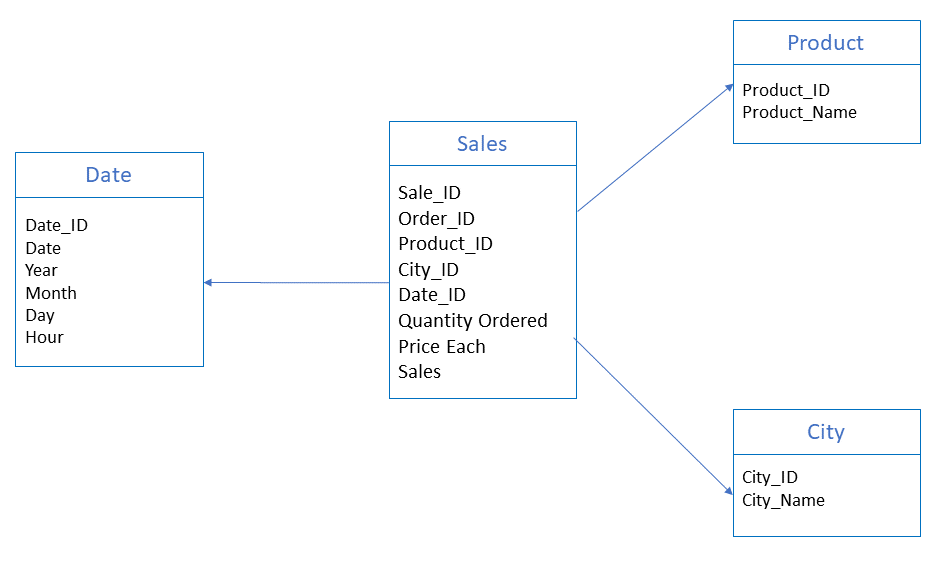 Product
Product_ID
Product_Name
Sales
Sale_ID
Order_ID
Product_ID
City_ID
Date_ID
Quantity Ordered
Price Each
Sales
Date
Date_ID
Date
Year
Month
Day
Hour
City
City_ID
City_Name